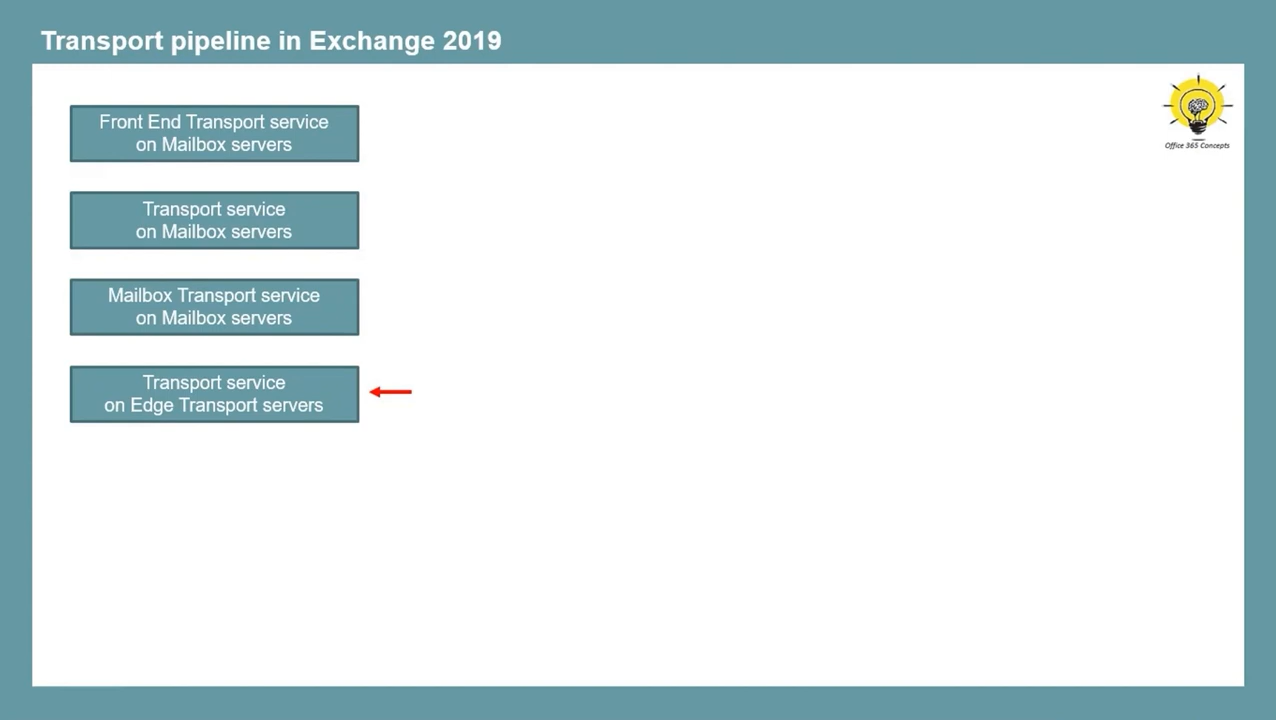 Transport pipeline in Exchange 2019
Office 365 Concepts
Front End Transport service
on Mailbox servers
Transport service
on Mailbox servers
Mailbox Transport service
on Mailbox servers
Transport service
on Edge Transport servers